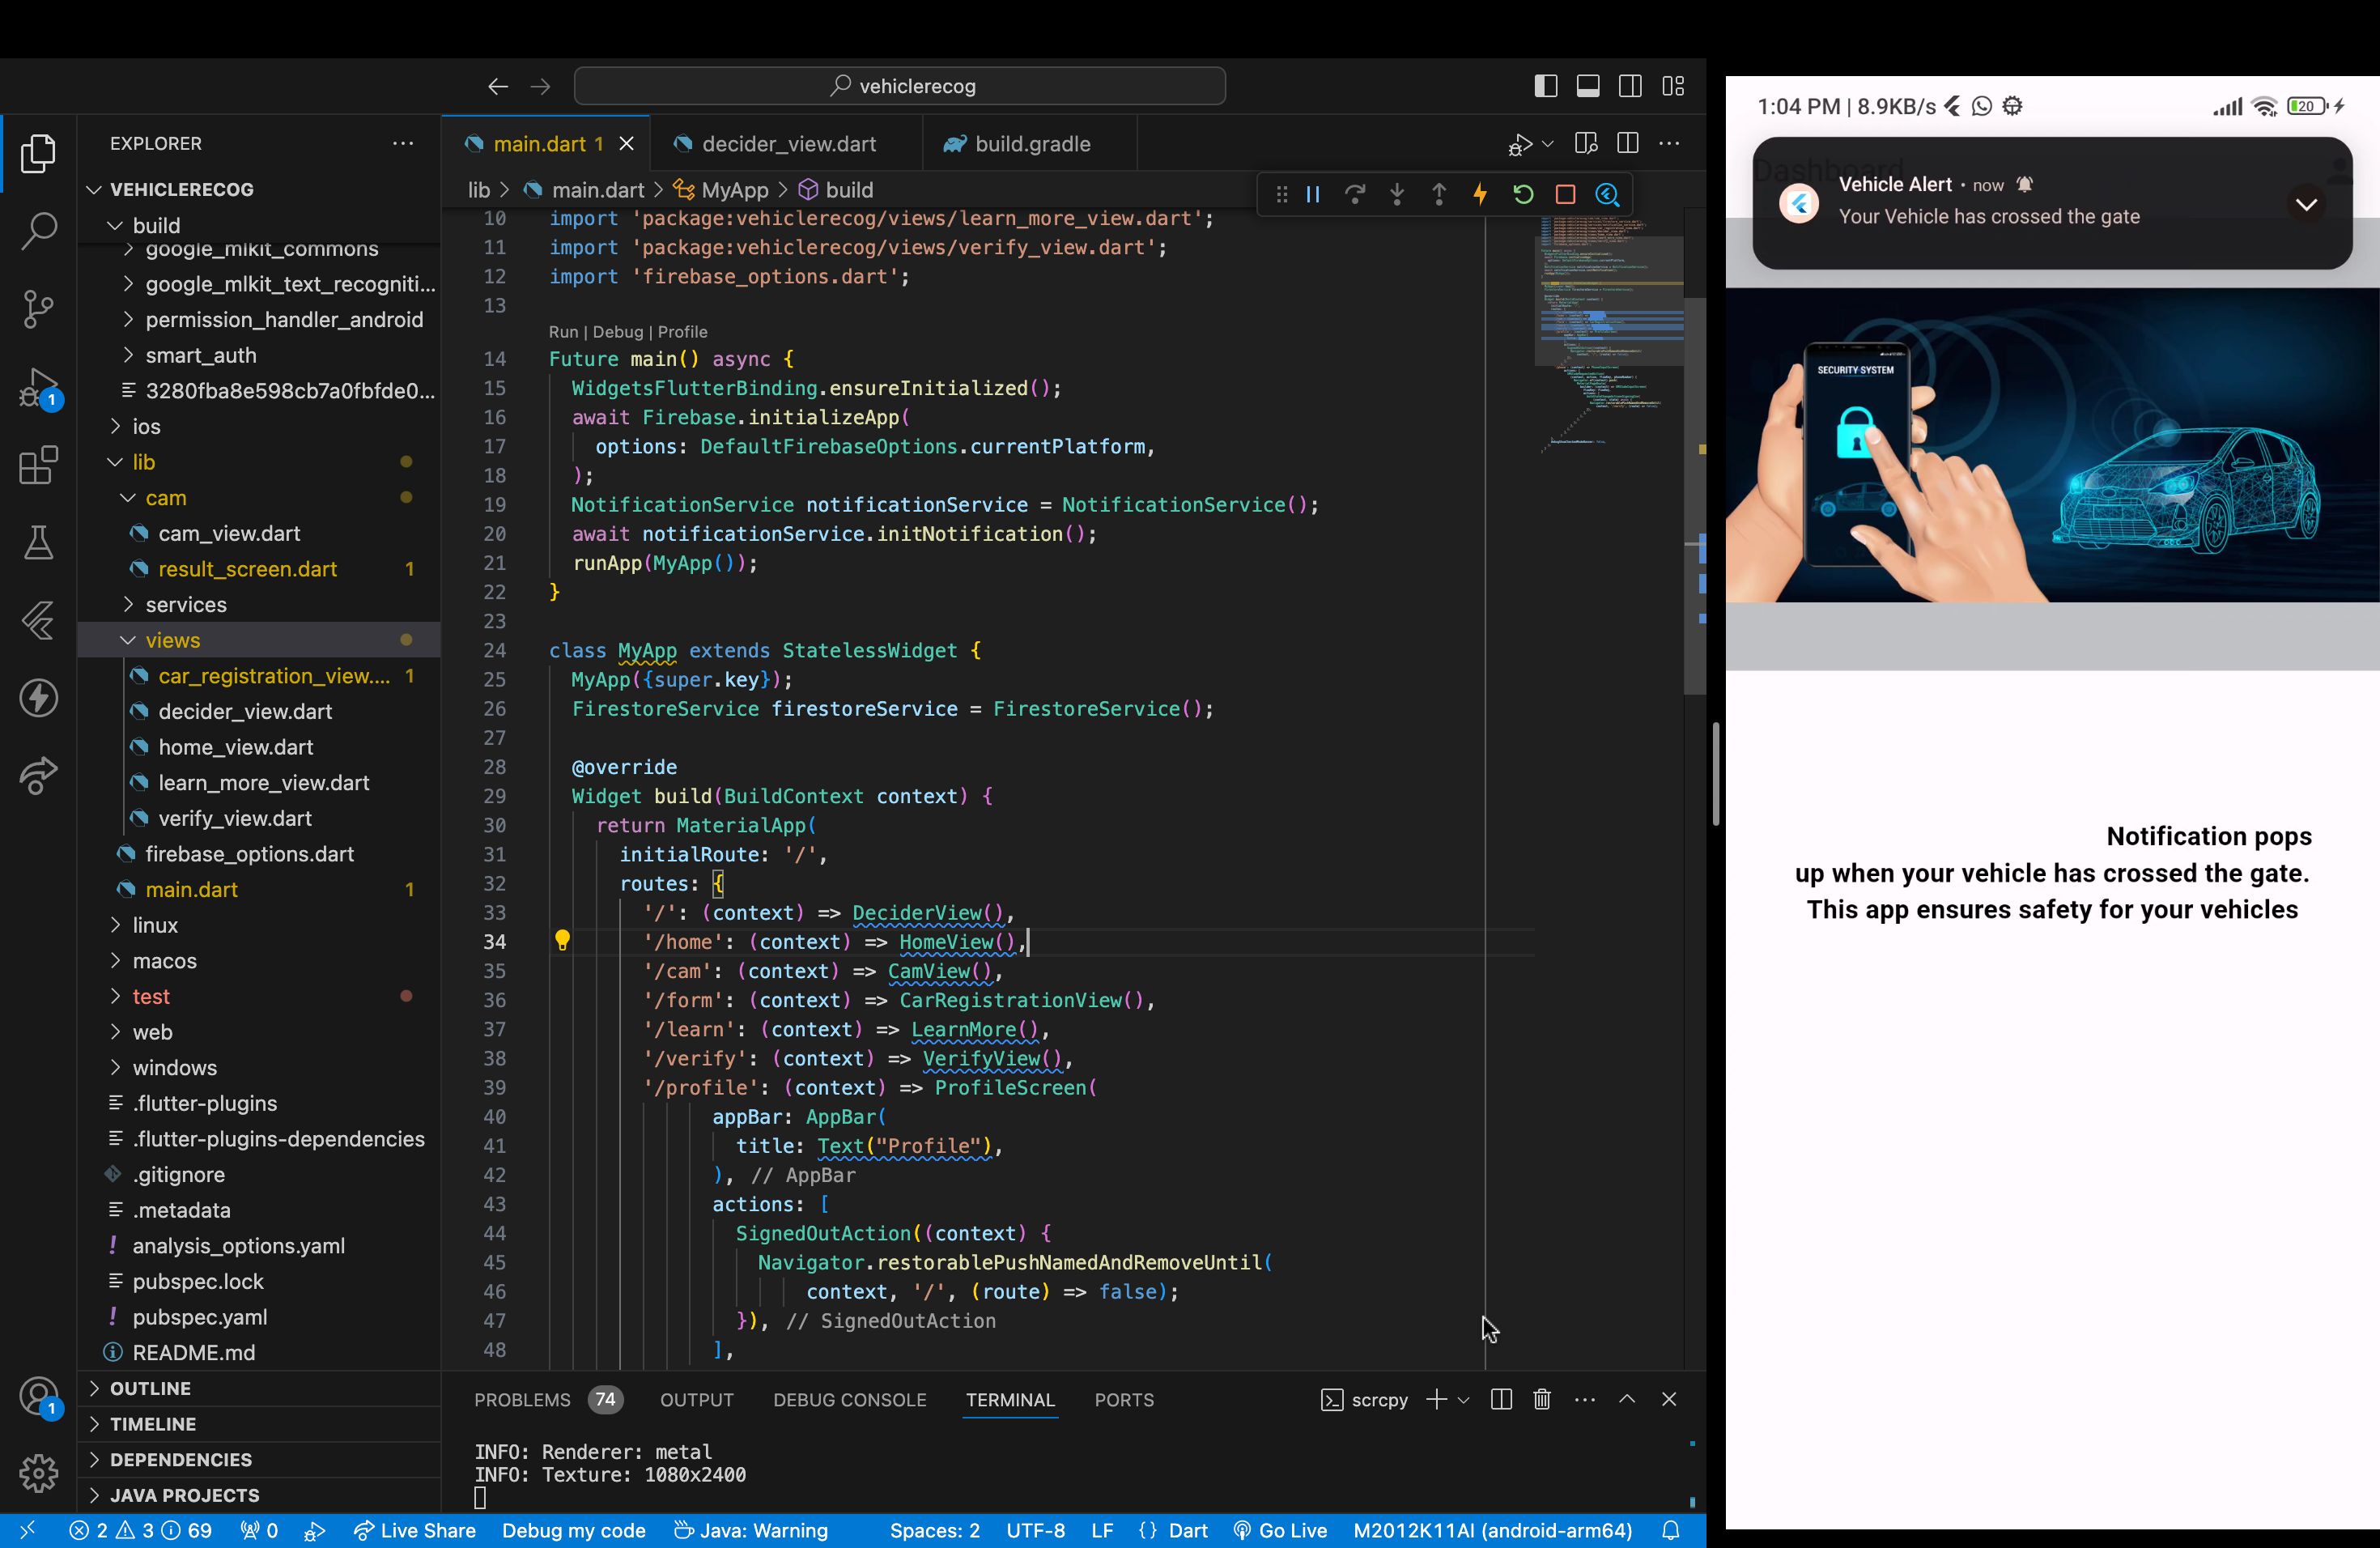 vehiclerecog
EXPLORER
VEHICLERECOG
build
google_mlkit_commons
google_mlkit_text_recogniti...
permission_handler_android
smart_auth
3280fba8e598cb7a0fbfde0...
ios
lib
cam
cam_view.dart
result_screen.dart 1
services
views
car_registration_view.... 1
decider_view.dart
home_view.dart
learn_more_view.dart
verify_view.dart
firebase_options.dart
main.dart 1
linux
macos
test
web
windows
.flutter-plugins
.flutter-plugins-dependencies
.gitignore
.metadata
analysis_options.yaml
pubspec.lock
pubspec.yaml
README.md
OUTLINE
TIMELINE
DEPENDENCIES
JAVA PROJECTS
1
1
main.dart 1
decider_view.dart
build.gradle
lib > main.dart > MyApp > build
10 import 'package:vehiclerecog/views/learn_more_view.dart';
11 import 'package:vehiclerecog/views/verify_view.dart';
12 import 'firebase_options.dart';
13
Run | Debug | Profile
14 Future main() async {
15 WidgetsFlutterBinding.ensureInitialized();
16 await Firebase.initializeApp(
17 options: DefaultFirebaseOptions.currentPlatform,
18 );
19 NotificationService notificationService = NotificationService();
20 await notificationService.initNotification();
21 runApp(MyApp());
22 }
23
24 class MyApp extends StatelessWidget {
25 MyApp({super.key});
26 FirestoreService firestoreService = FirestoreService();
27
28 @override
29 Widget build(BuildContext context) {
30 return MaterialApp(
31 initialRoute: '/',
32 routes: {
33 '/': (context) => DeciderView(),
34 '/home': (context) => HomeView(),
35 '/cam': (context) => CamView(),
36 '/form': (context) => CarRegistrationView(),
37 '/learn': (context) => LearnMore(),
38 '/verify': (context) => VerifyView(),
39 '/profile': (context) => ProfileScreen(
40 appBar: AppBar(
41 title: Text("Profile"),
42 ), // AppBar
43 actions: [
44 SignedOutAction((context) {
45 Navigator.restorablePushNamedAndRemoveUntil(
46 context, '/', (route) => false);
47 }), // SignedOutAction
48 ],
PROBLEMS 74 OUTPUT DEBUG CONSOLE TERMINAL PORTS
scrcpy
INFO: Renderer: metal
INFO: Texture: 1080x2400
2 3 69 0 Live Share Debug my code Java: Warning Spaces: 2 UTF-8 LF {} Dart Go Live M2012K11AI (android-arm64)
1:04 PM | 8.9KB/s
20
Dashboard
Vehicle Alert · now
Your Vehicle has crossed the gate
SECURITY SYSTEM
Notification pops
up when your vehicle has crossed the gate.
This app ensures safety for your vehicles